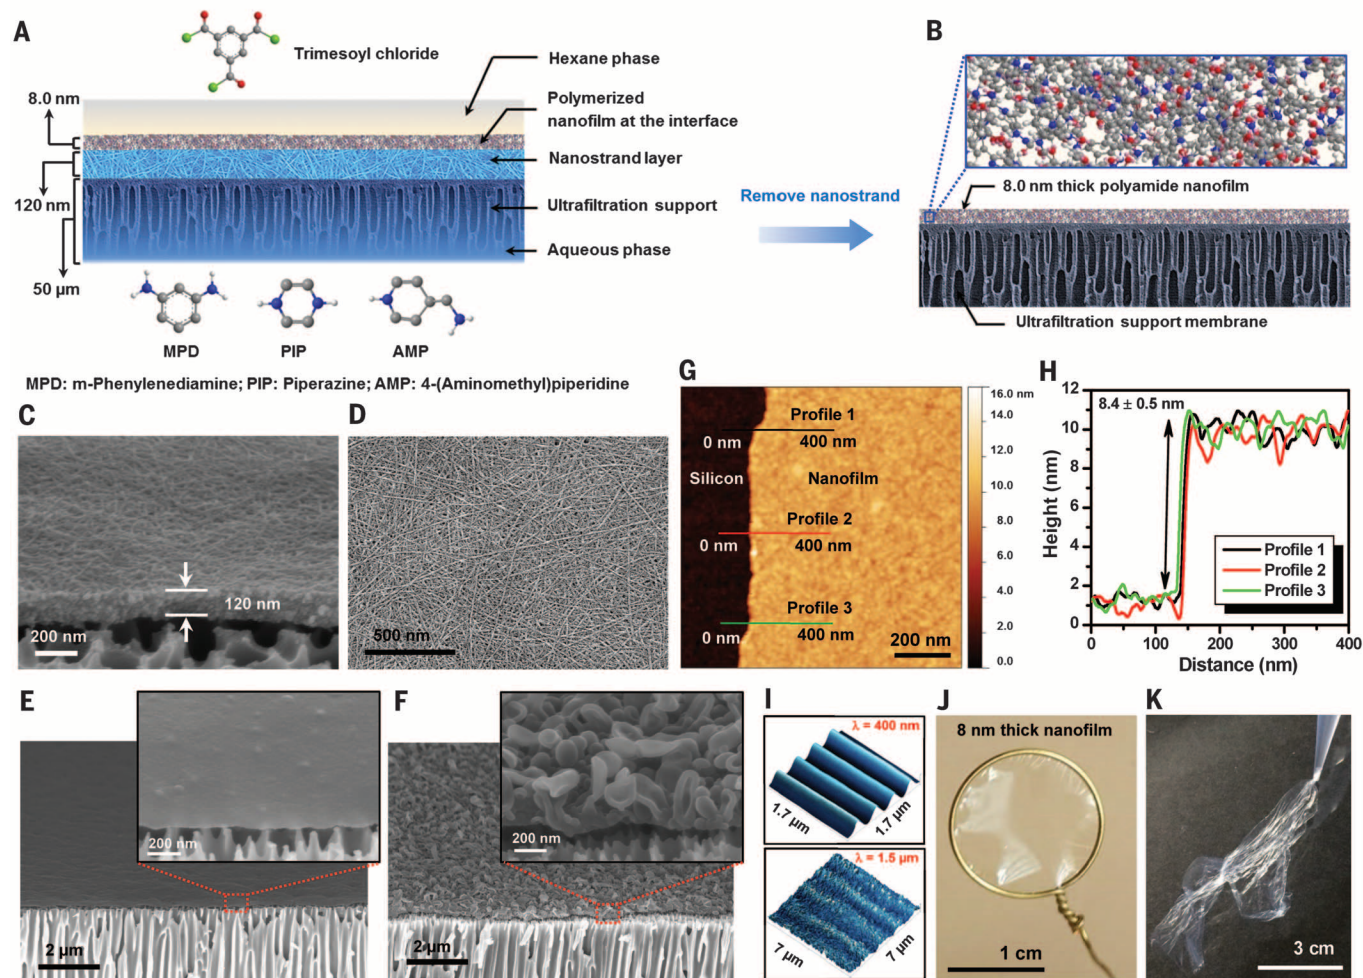 A
Trimesoyl chloride
Hexane phase
8.0 nm
Polymerized
nanofilm at the interface
Nanostrand layer
120 nm
Ultrafiltration support
Aqueous phase
50 µm
MPD
PIP
AMP
MPD: m-Phenylenediamine; PIP: Piperazine; AMP: 4-(Aminomethyl)piperidine
Remove nanostrand
B
8.0 nm thick polyamide nanofilm
Ultrafiltration support membrane
C
120 nm
200 nm
D
500 nm
G
Profile 1
0 nm
400 nm
Silicon
Nanofilm
Profile 2
0 nm
400 nm
Profile 3
0 nm
400 nm
200 nm
16.0 nm
14.0
12.0
10.0
8.0
6.0
4.0
2.0
0.0
H
8.4 ± 0.5 nm
Height (nm)
12
10
8
6
4
2
0
Profile 1
Profile 2
Profile 3
0
100
200
300
400
Distance (nm)
E
200 nm
2 µm
F
200 nm
2 µm
I
λ = 400 nm
1.7 µm
1.7 µm
λ = 1.5 µm
7 µm
7 µm
J
8 nm thick nanofilm
1 cm
K
3 cm